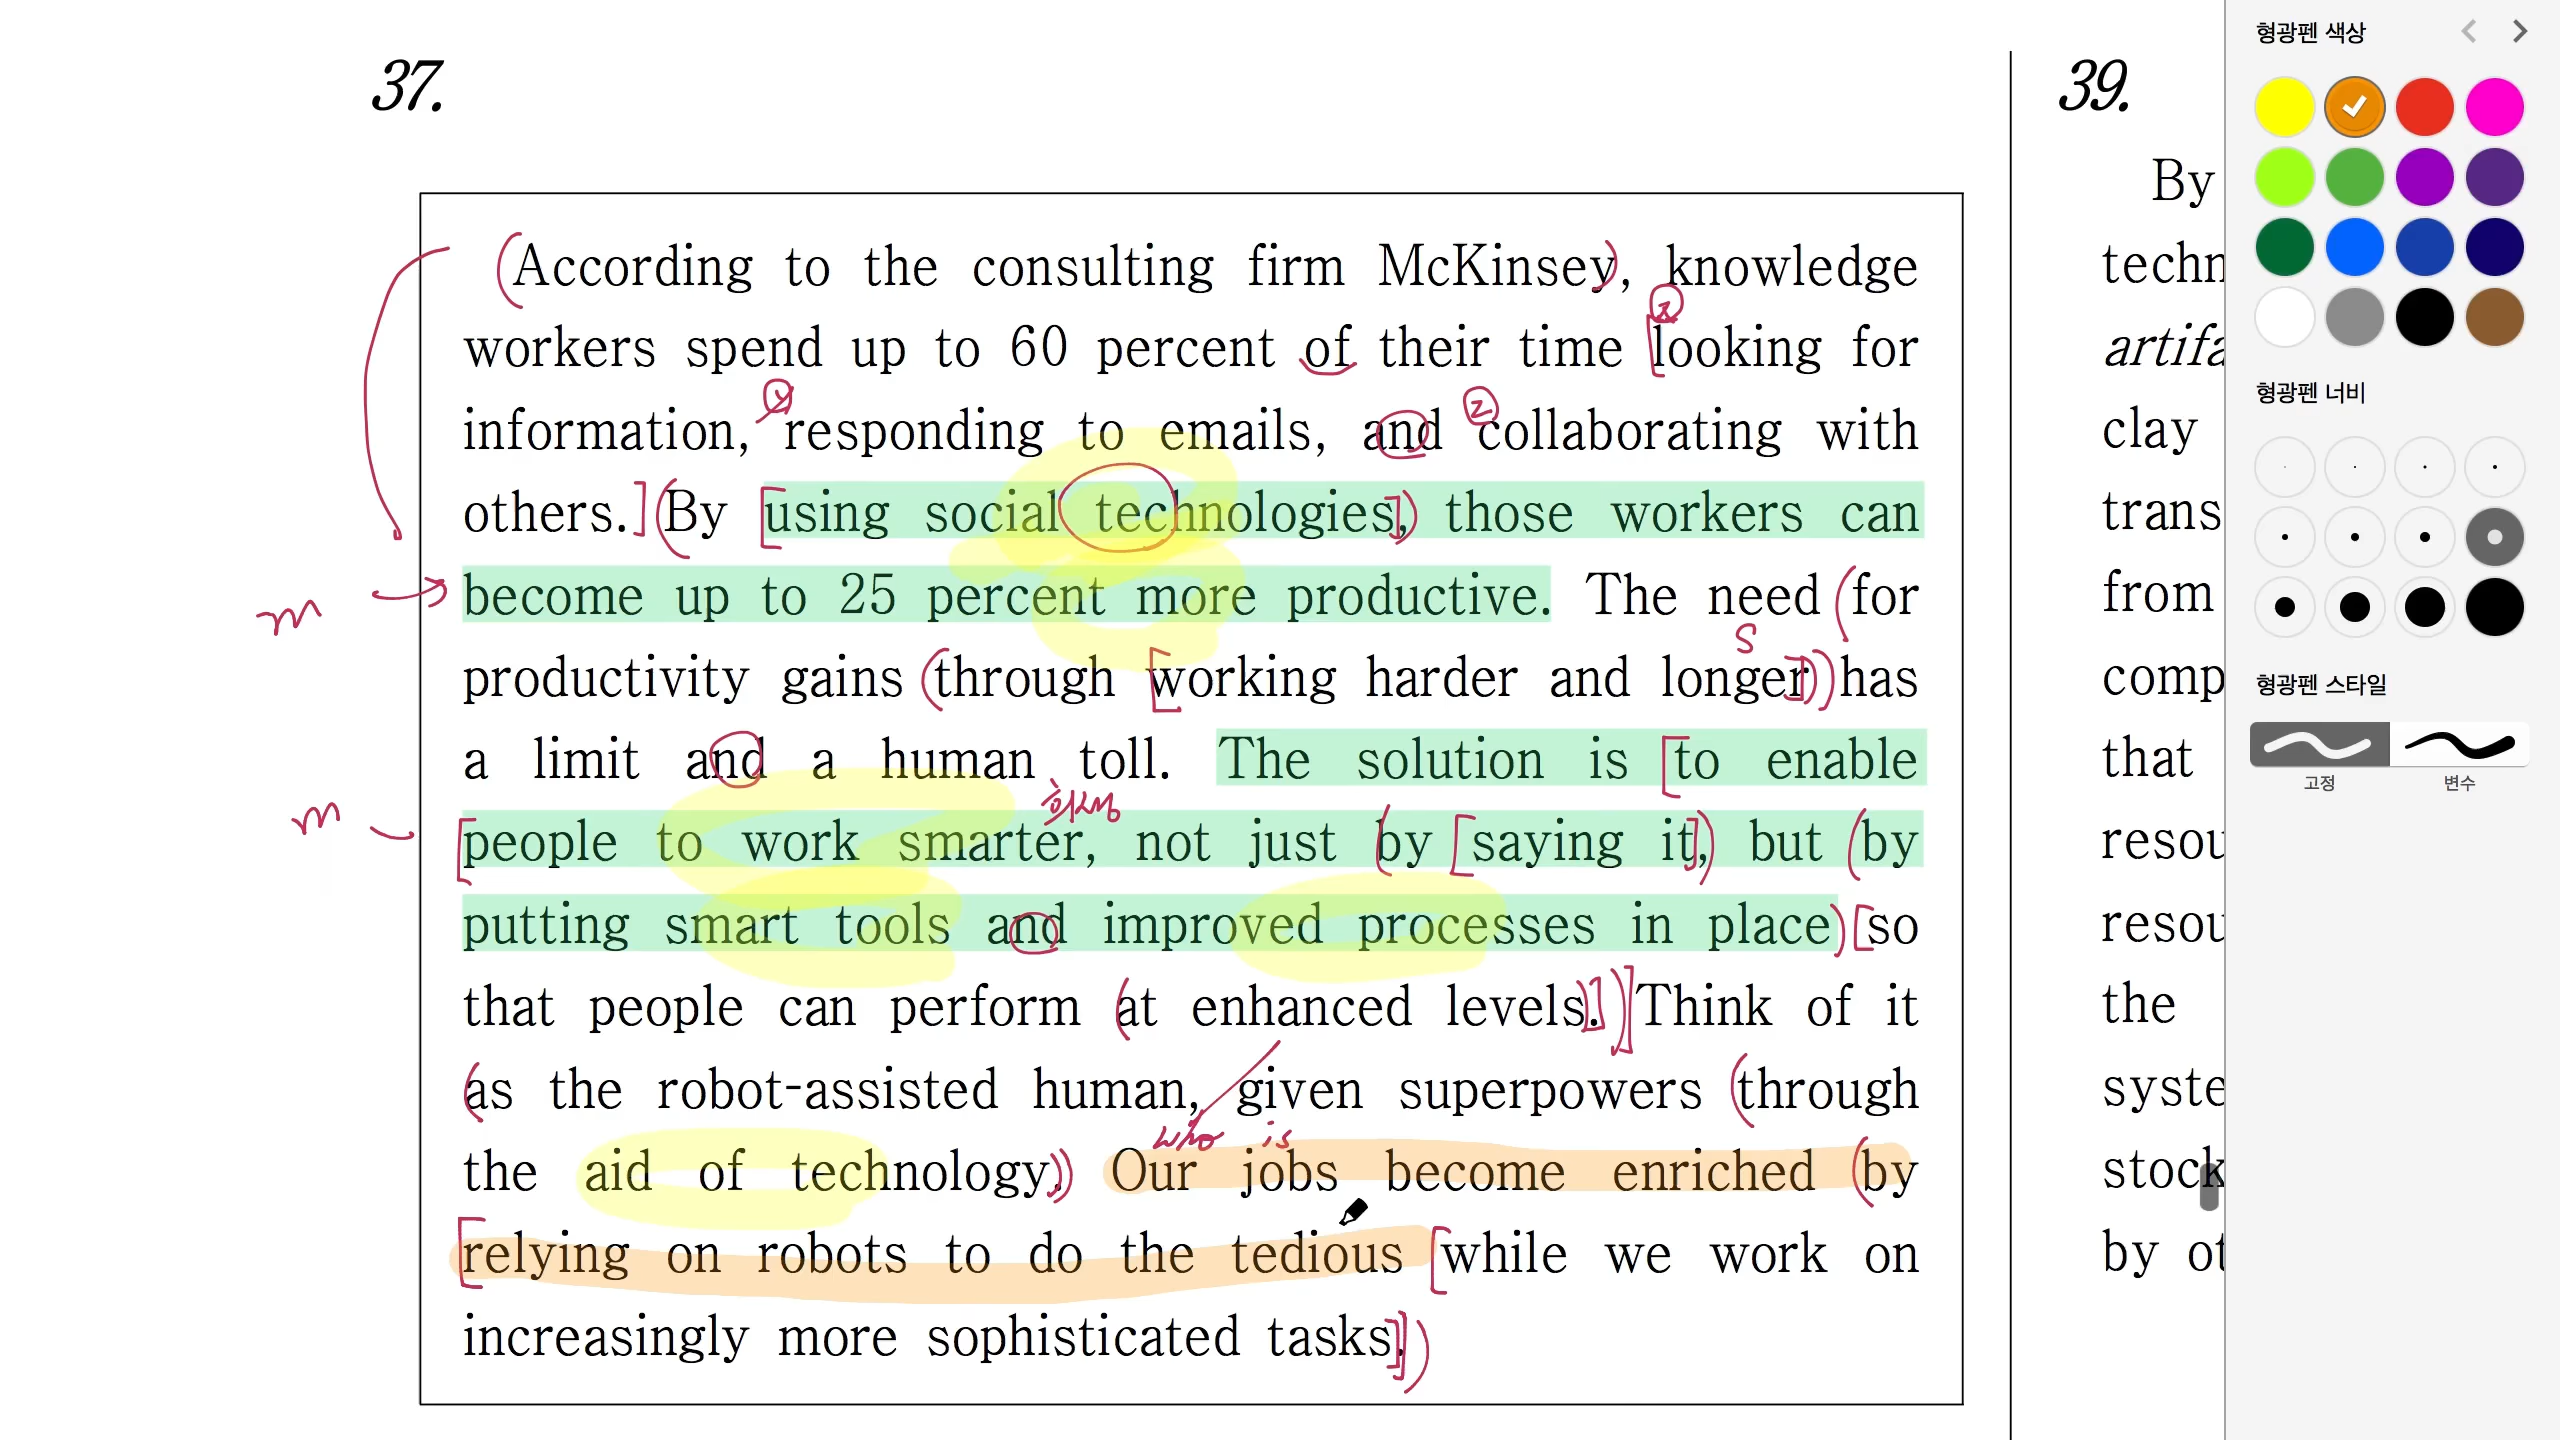 37.
According to the consulting firm McKinsey, knowledge
workers spend up to 60 percent of their time looking for
information, responding to emails, and collaborating with
others. By using social technologies, those workers can
become up to 25 percent more productive. The need for
productivity gains through working harder and longer has
a limit and a human toll. The solution is to enable
people to work smarter, not just by saying it, but by
putting smart tools and improved processes in place so
that people can perform at enhanced levels. Think of it
as the robot-assisted human, given superpowers through
the aid of technology. Our jobs become enriched by
relying on robots to do the tedious while we work on
increasingly more sophisticated tasks.
Y
Z
S
m
m
who is
39.
By
techn
artifa
clay
trans
from
comp
that
resou
resou
the
syste
stock
by ot
형광펜 색상
형광펜 너비
형광펜 스타일
고정
변수